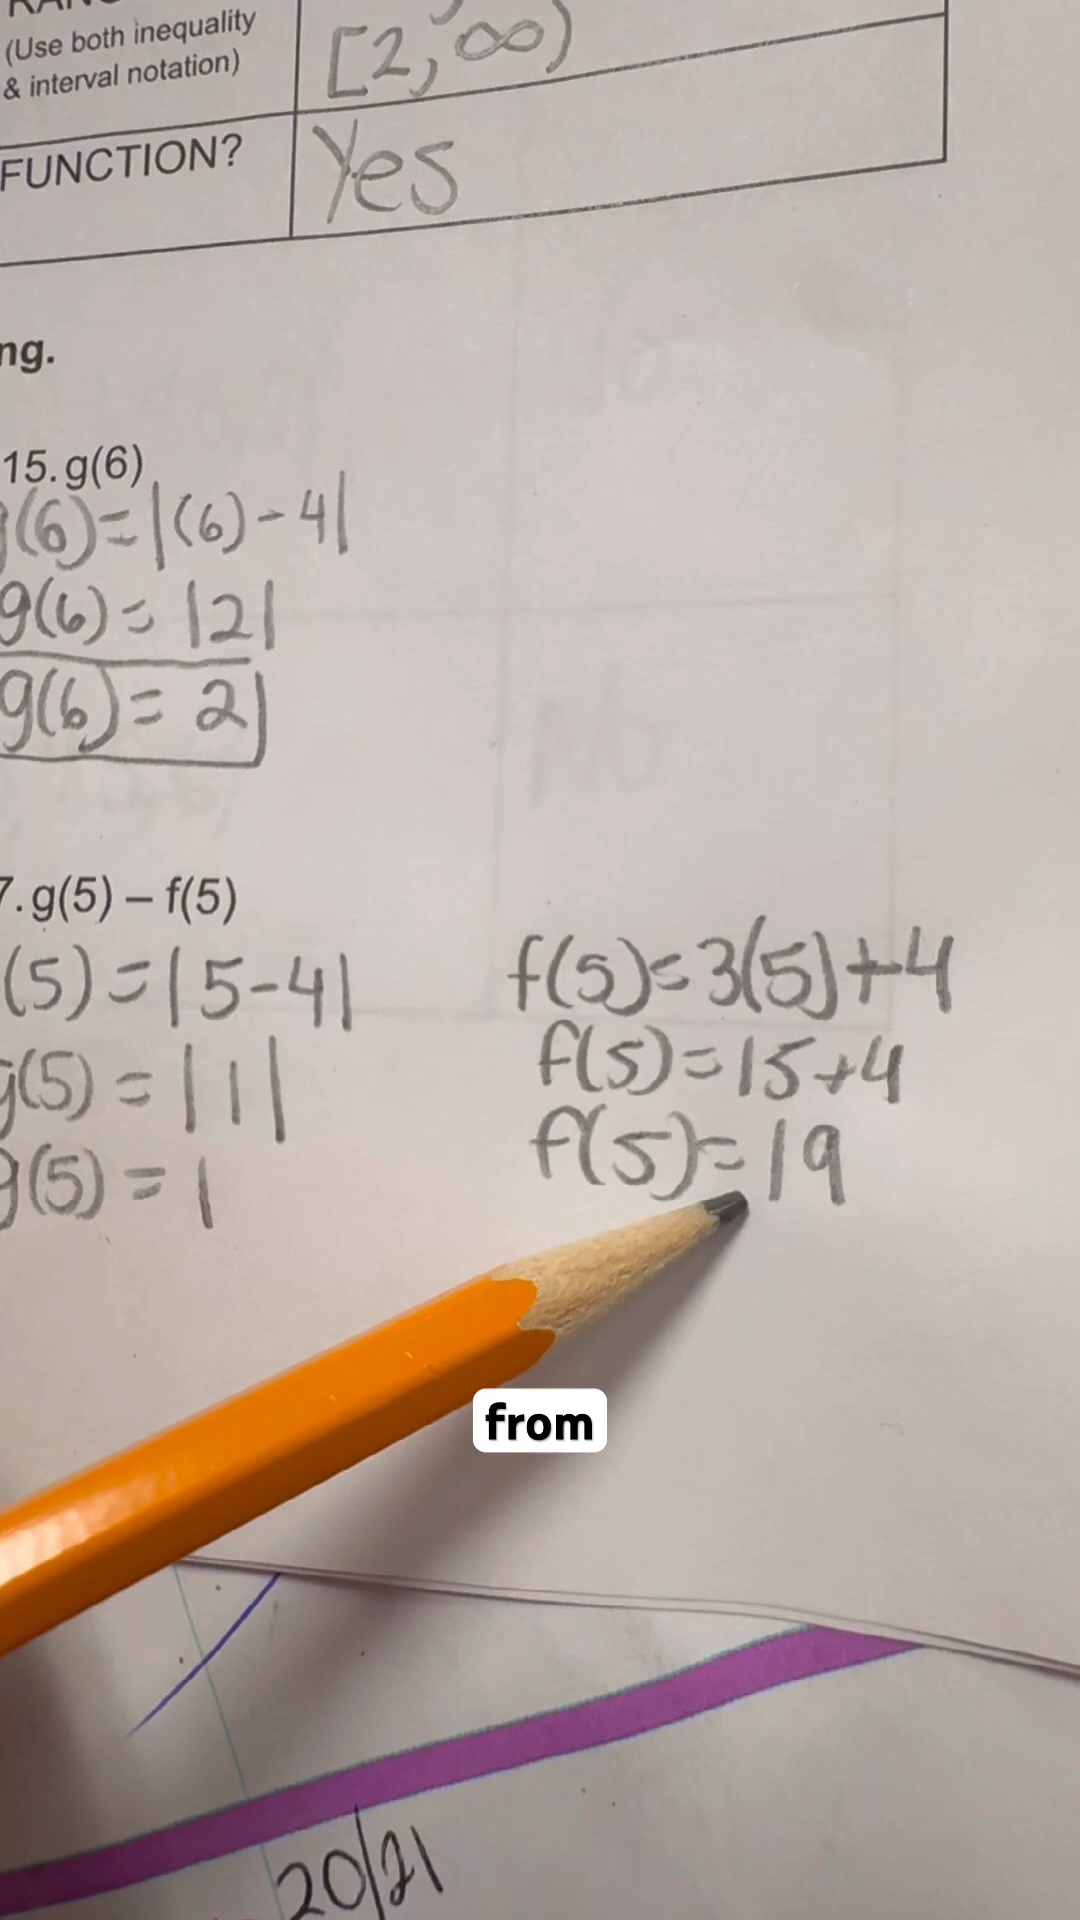 (Use both inequality
& interval notation)
[2, ∞)
FUNCTION?
Yes
ng.
15. g(6)
g(6) = |(6) - 4|
g(6) = |2|
g(6) = 2
7. g(5) – f(5)
(5) = |5-4|
g(5) = |1|
g(5) = 1
f(5) = 3(5)+4
f(5) = 15+4
f(5) = 19
from
20/21